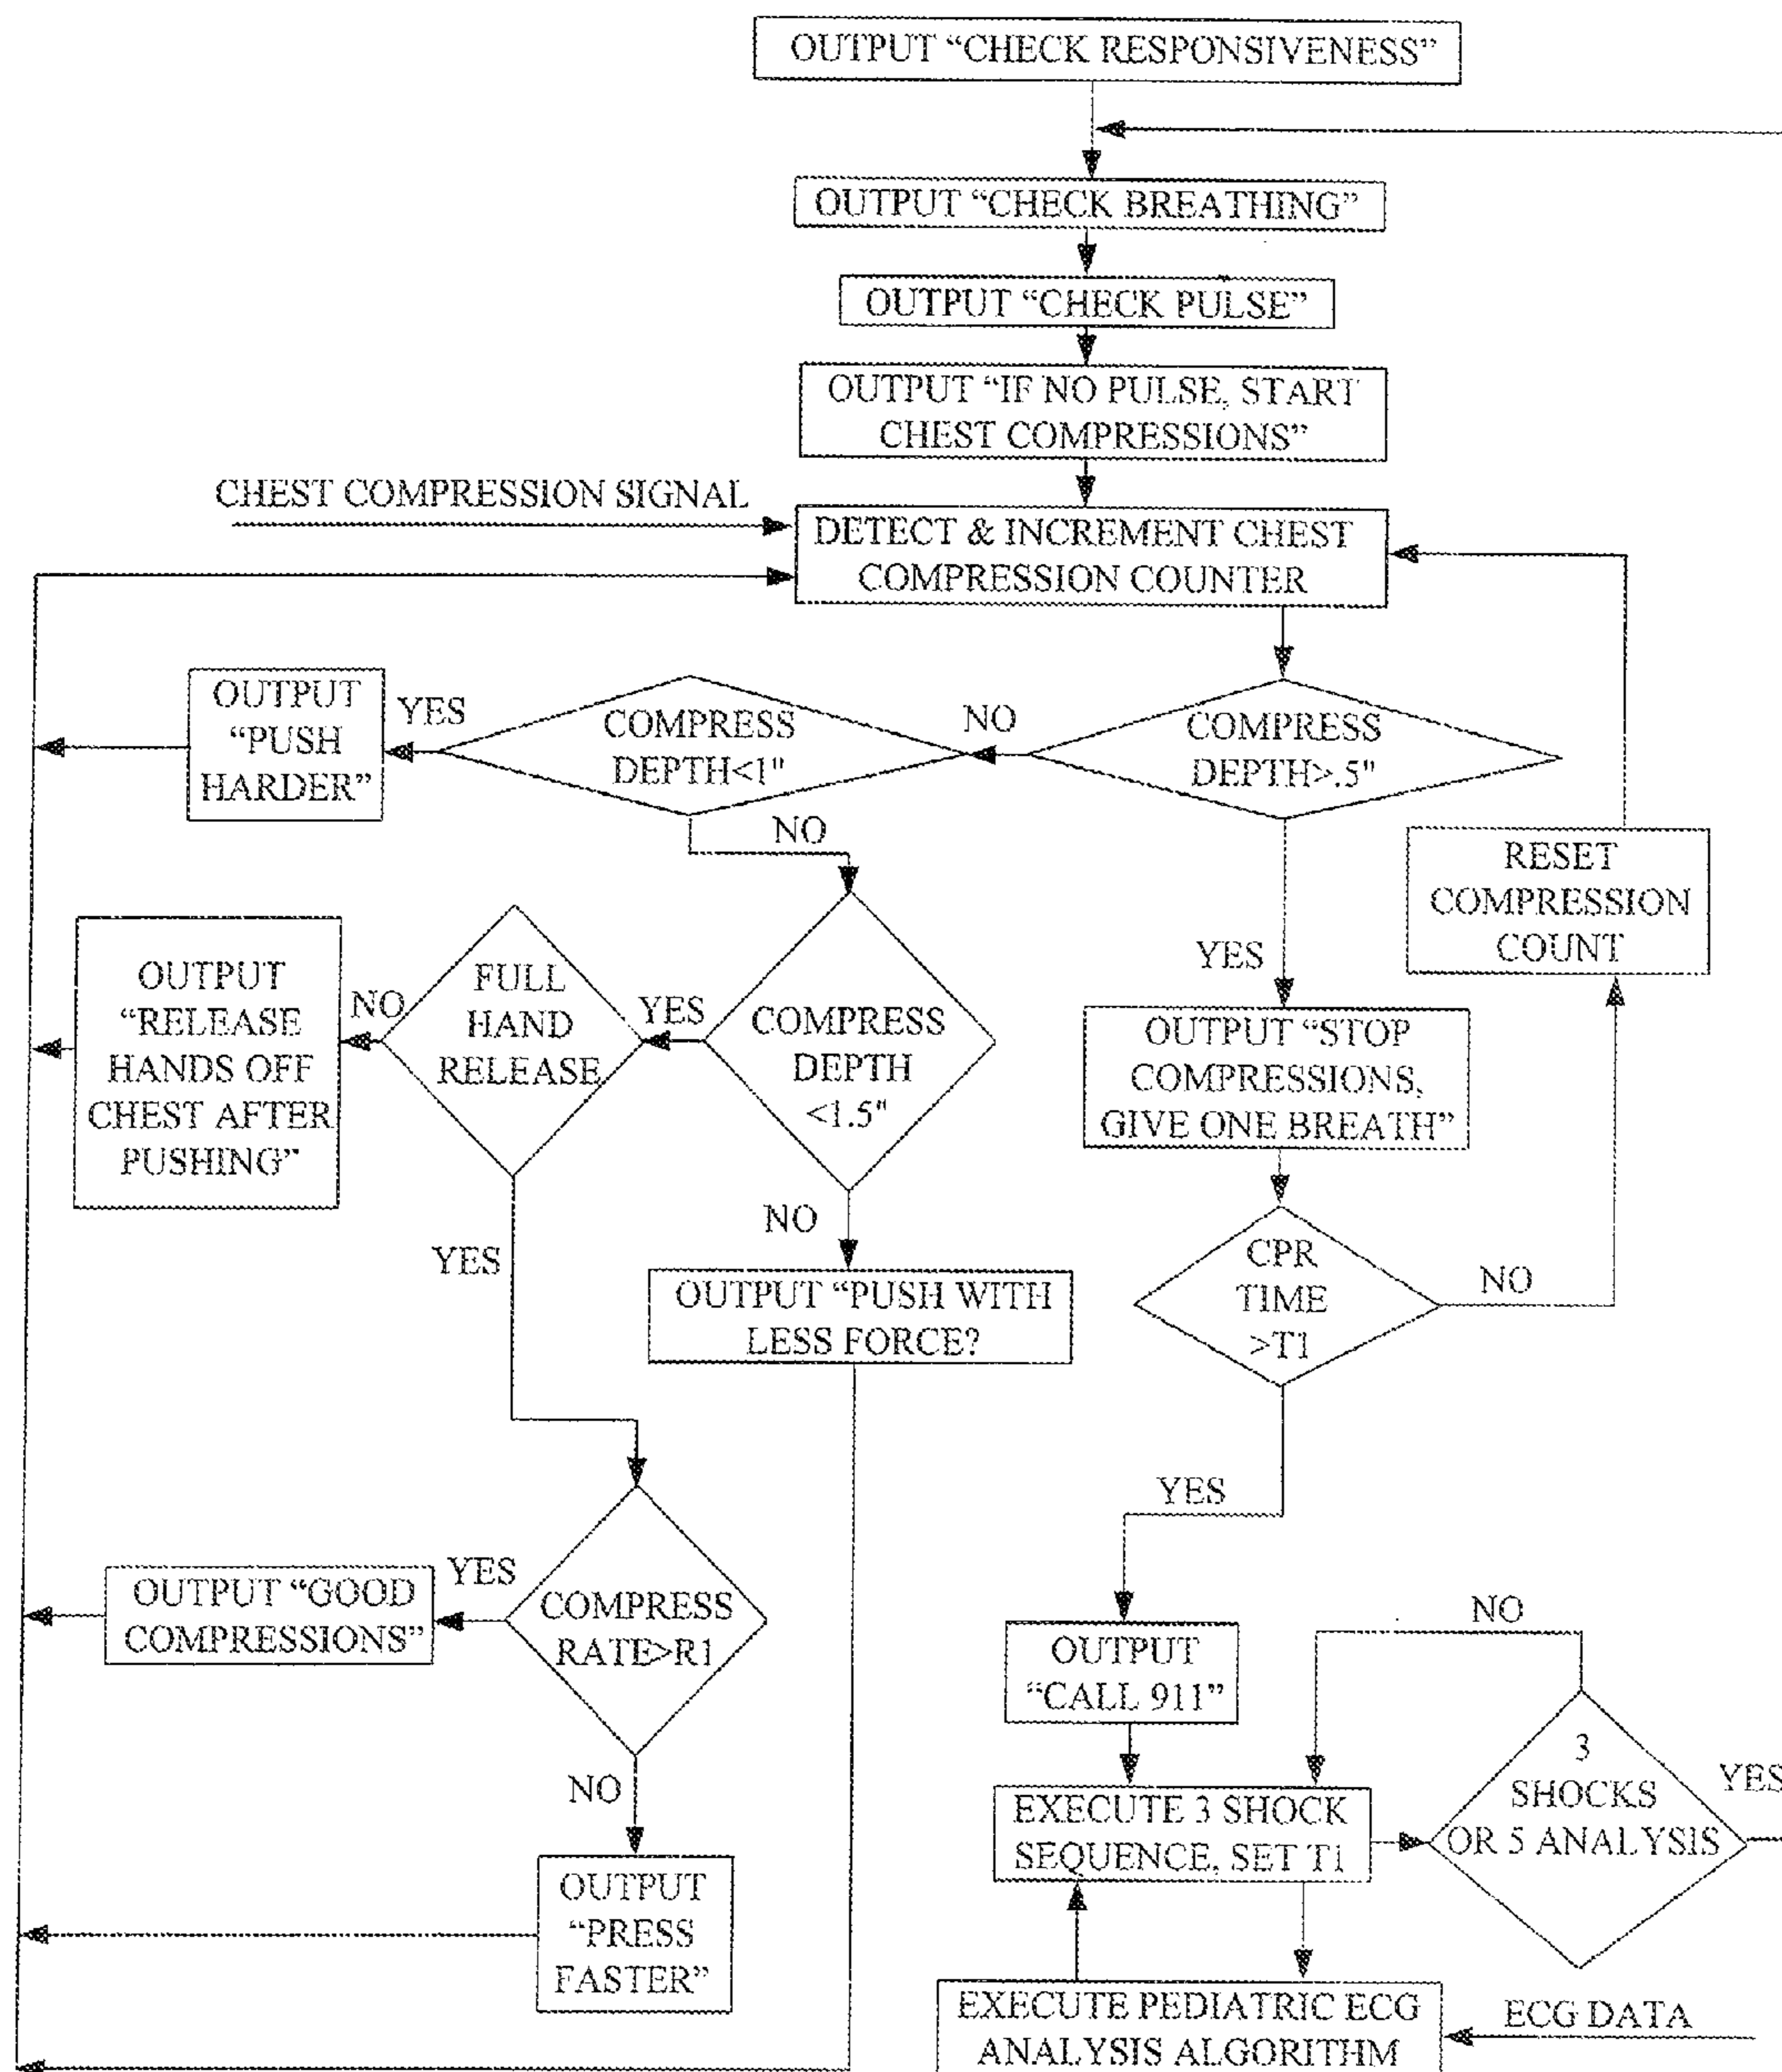 OUTPUT “CHECK RESPONSIVENESS”
OUTPUT “CHECK BREATHING”
OUTPUT “CHECK PULSE”
OUTPUT “IF NO PULSE, START
CHEST COMPRESSIONS”
CHEST COMPRESSION SIGNAL
DETECT & INCREMENT CHEST
COMPRESSION COUNTER
OUTPUT
“PUSH
HARDER”
YES
COMPRESS
DEPTH<1"
NO
COMPRESS
DEPTH>.5"
NO
RESET
COMPRESSION
COUNT
OUTPUT
“RELEASE
HANDS OFF
CHEST AFTER
PUSHING”
NO
FULL
HAND
RELEASE
YES
COMPRESS
DEPTH
<1.5"
YES
OUTPUT “STOP
COMPRESSIONS,
GIVE ONE BREATH”
YES
NO
OUTPUT “PUSH WITH
LESS FORCE?
CPR
TIME
>T1
NO
YES
OUTPUT “GOOD
COMPRESSIONS”
YES
COMPRESS
RATE>R1
NO
OUTPUT
“PRESS
FASTER”
OUTPUT
“CALL 911”
NO
EXECUTE 3 SHOCK
SEQUENCE, SET T1
3
SHOCKS
OR 5 ANALYSIS
YES
EXECUTE PEDIATRIC ECG
ANALYSIS ALGORITHM
ECG DATA